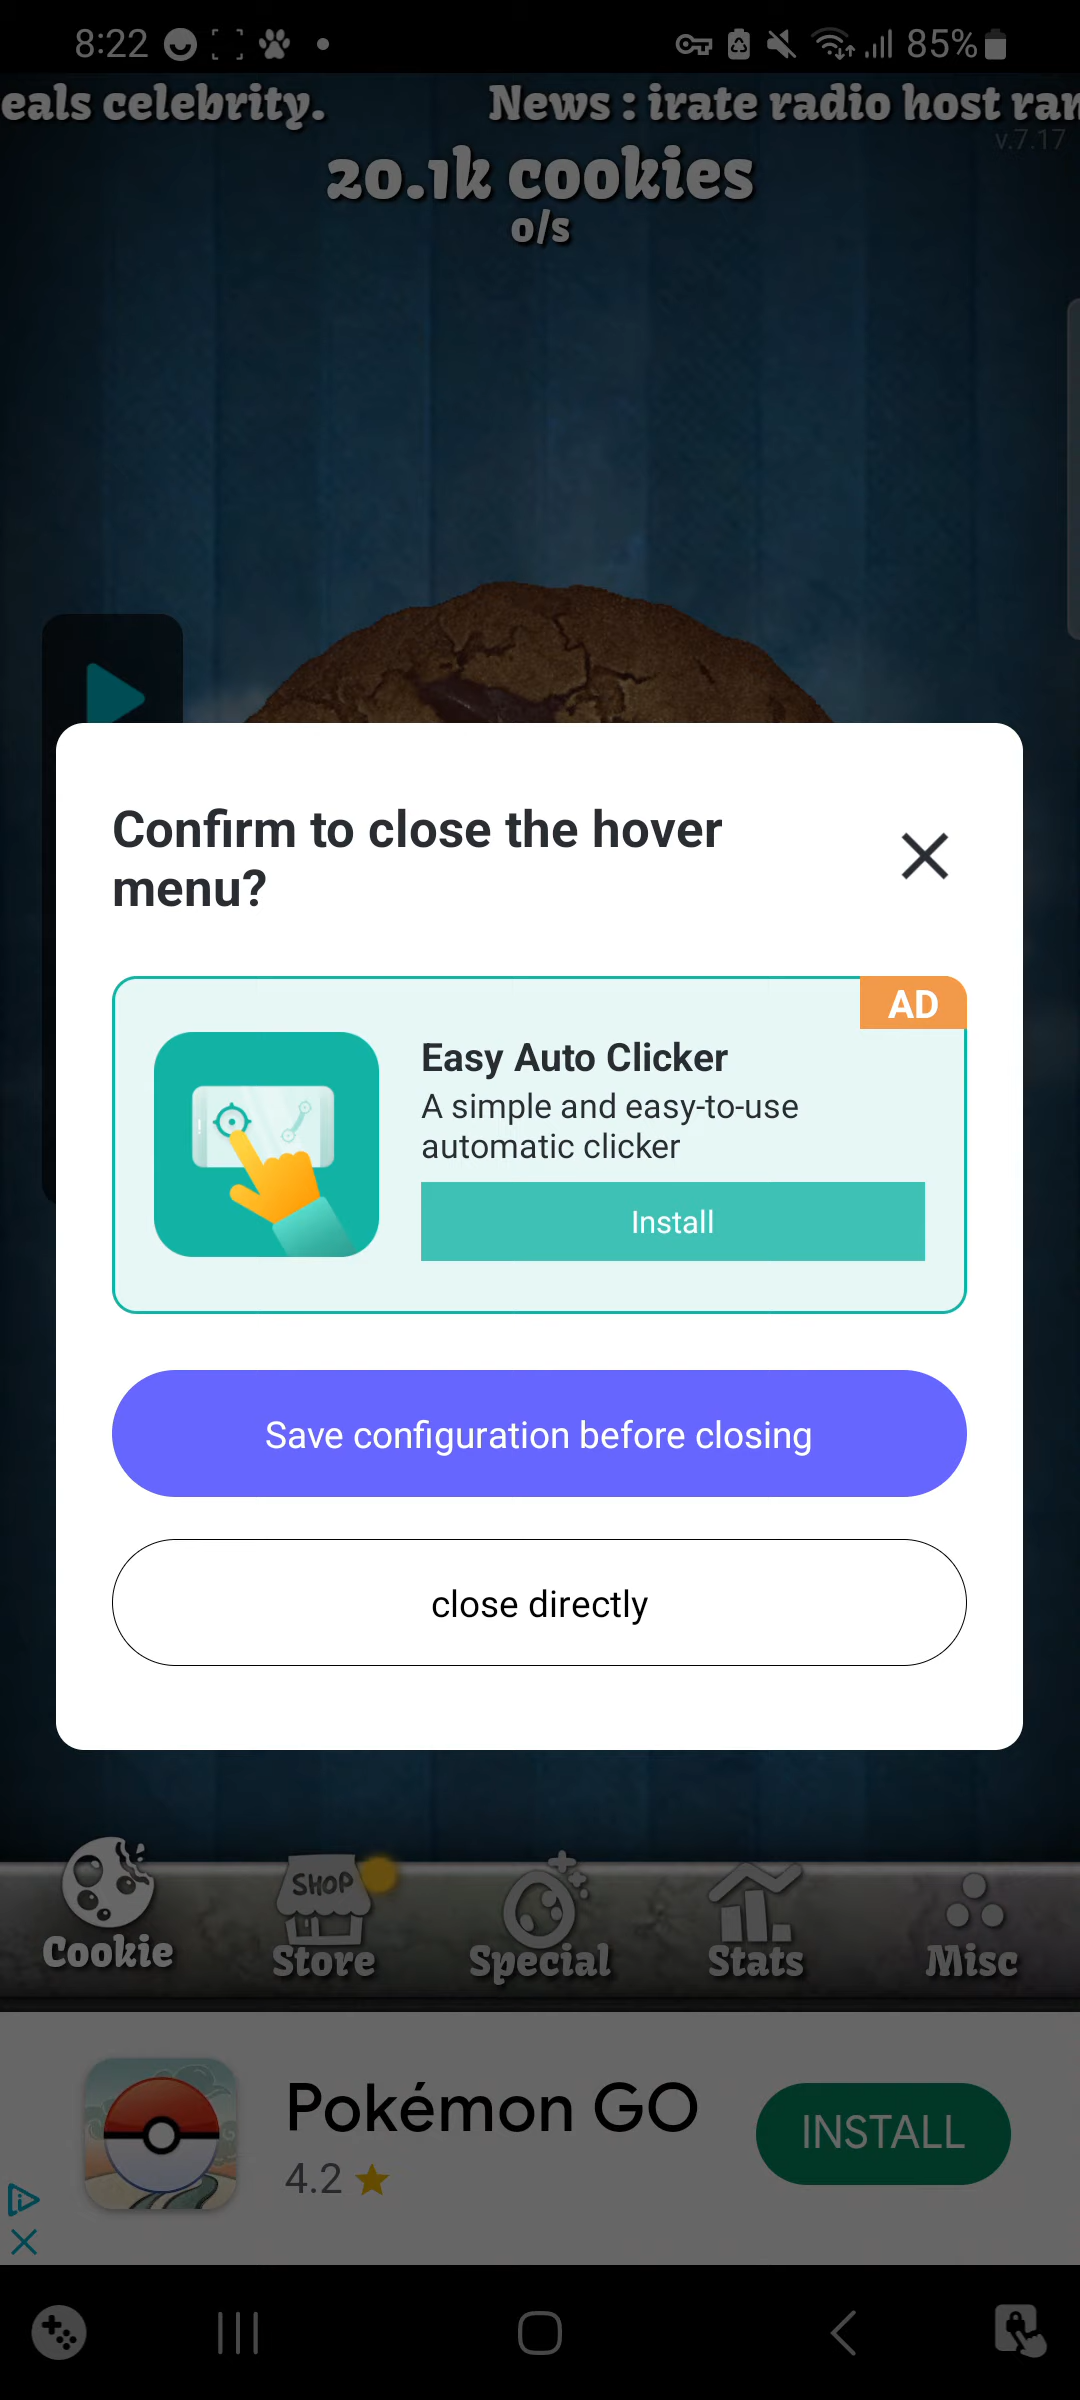 8:22
85%
eals celebrity.
News : irate radio host ran
v.7.17
20.1k cookies
0/s
Confirm to close the hover
menu?
AD
Easy Auto Clicker
A simple and easy-to-use
automatic clicker
Install
Save configuration before closing
close directly
SHOP
Cookie
Store
Special
Stats
Misc
Pokémon GO
4.2
INSTALL